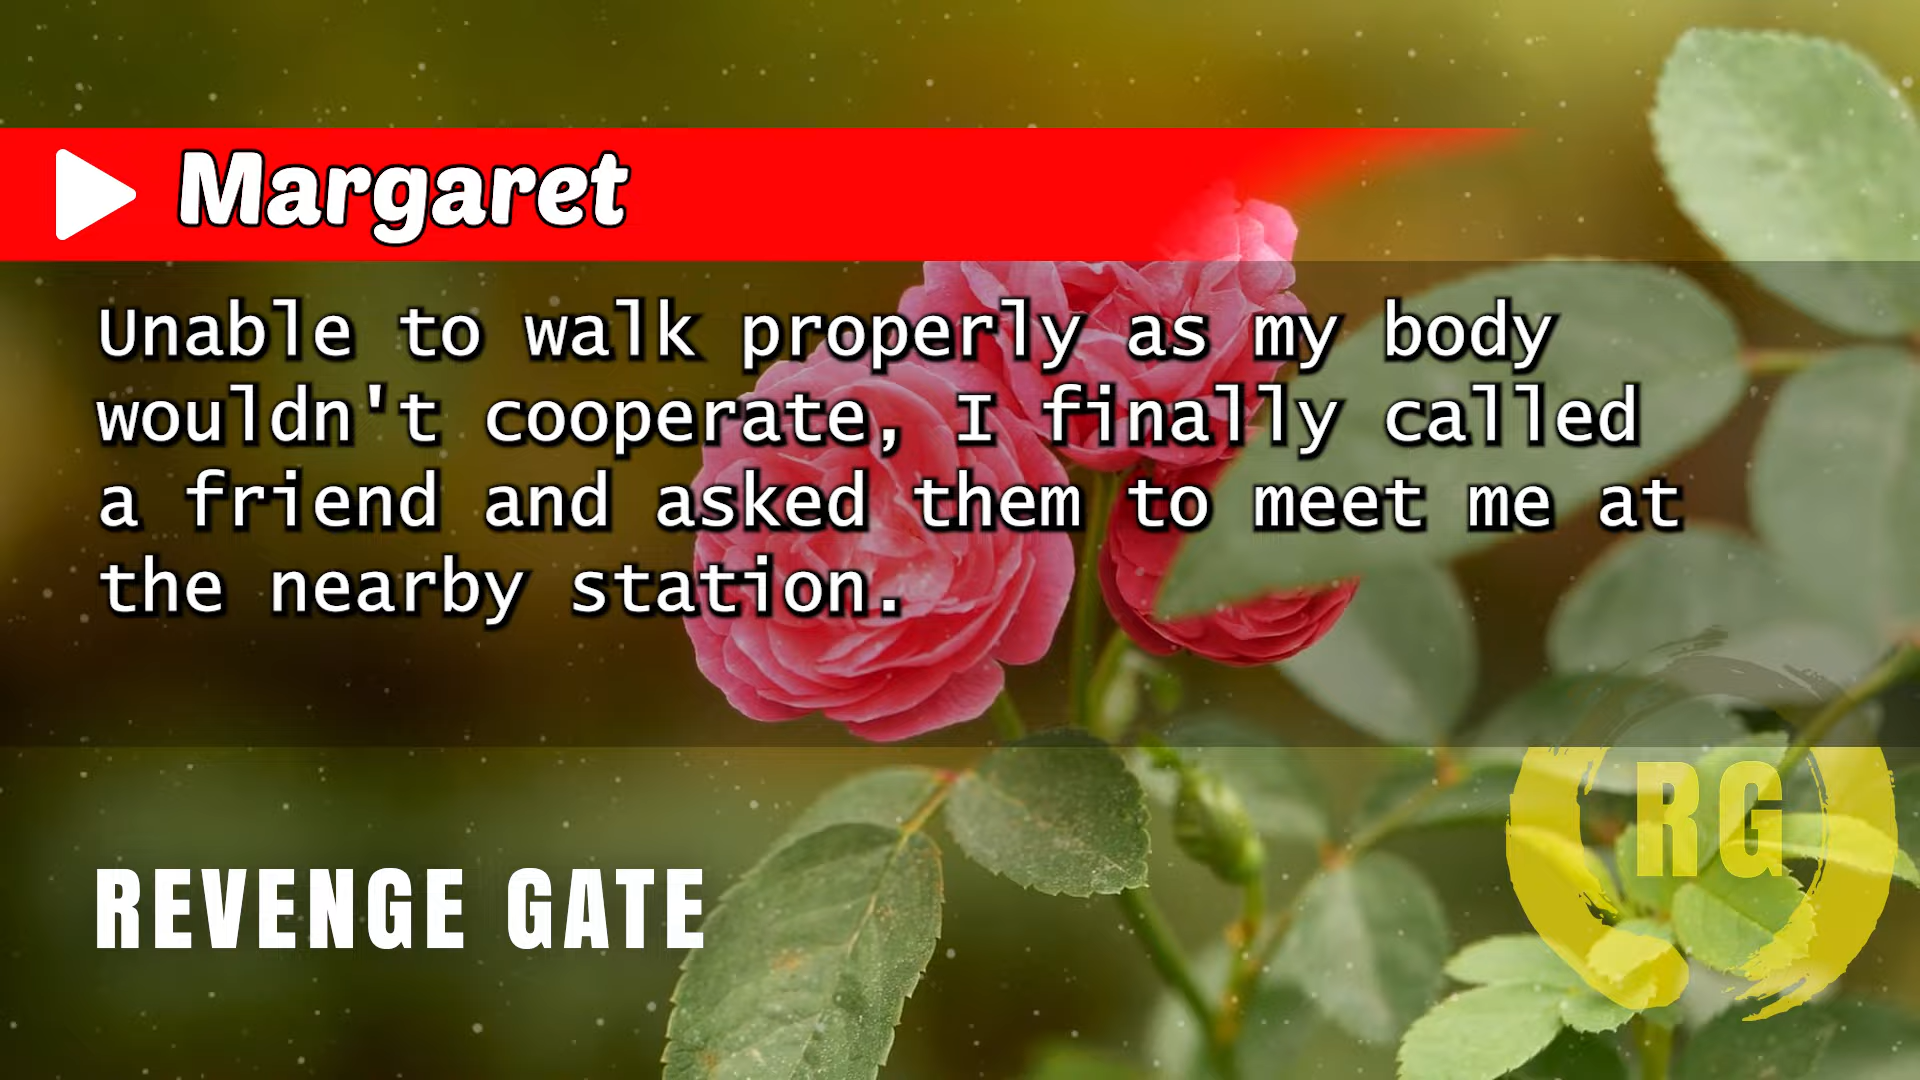 Margaret
Unable to walk properly as my body
wouldn't cooperate, I finally called
a friend and asked them to meet me at
the nearby station.
REVENGE GATE
RG